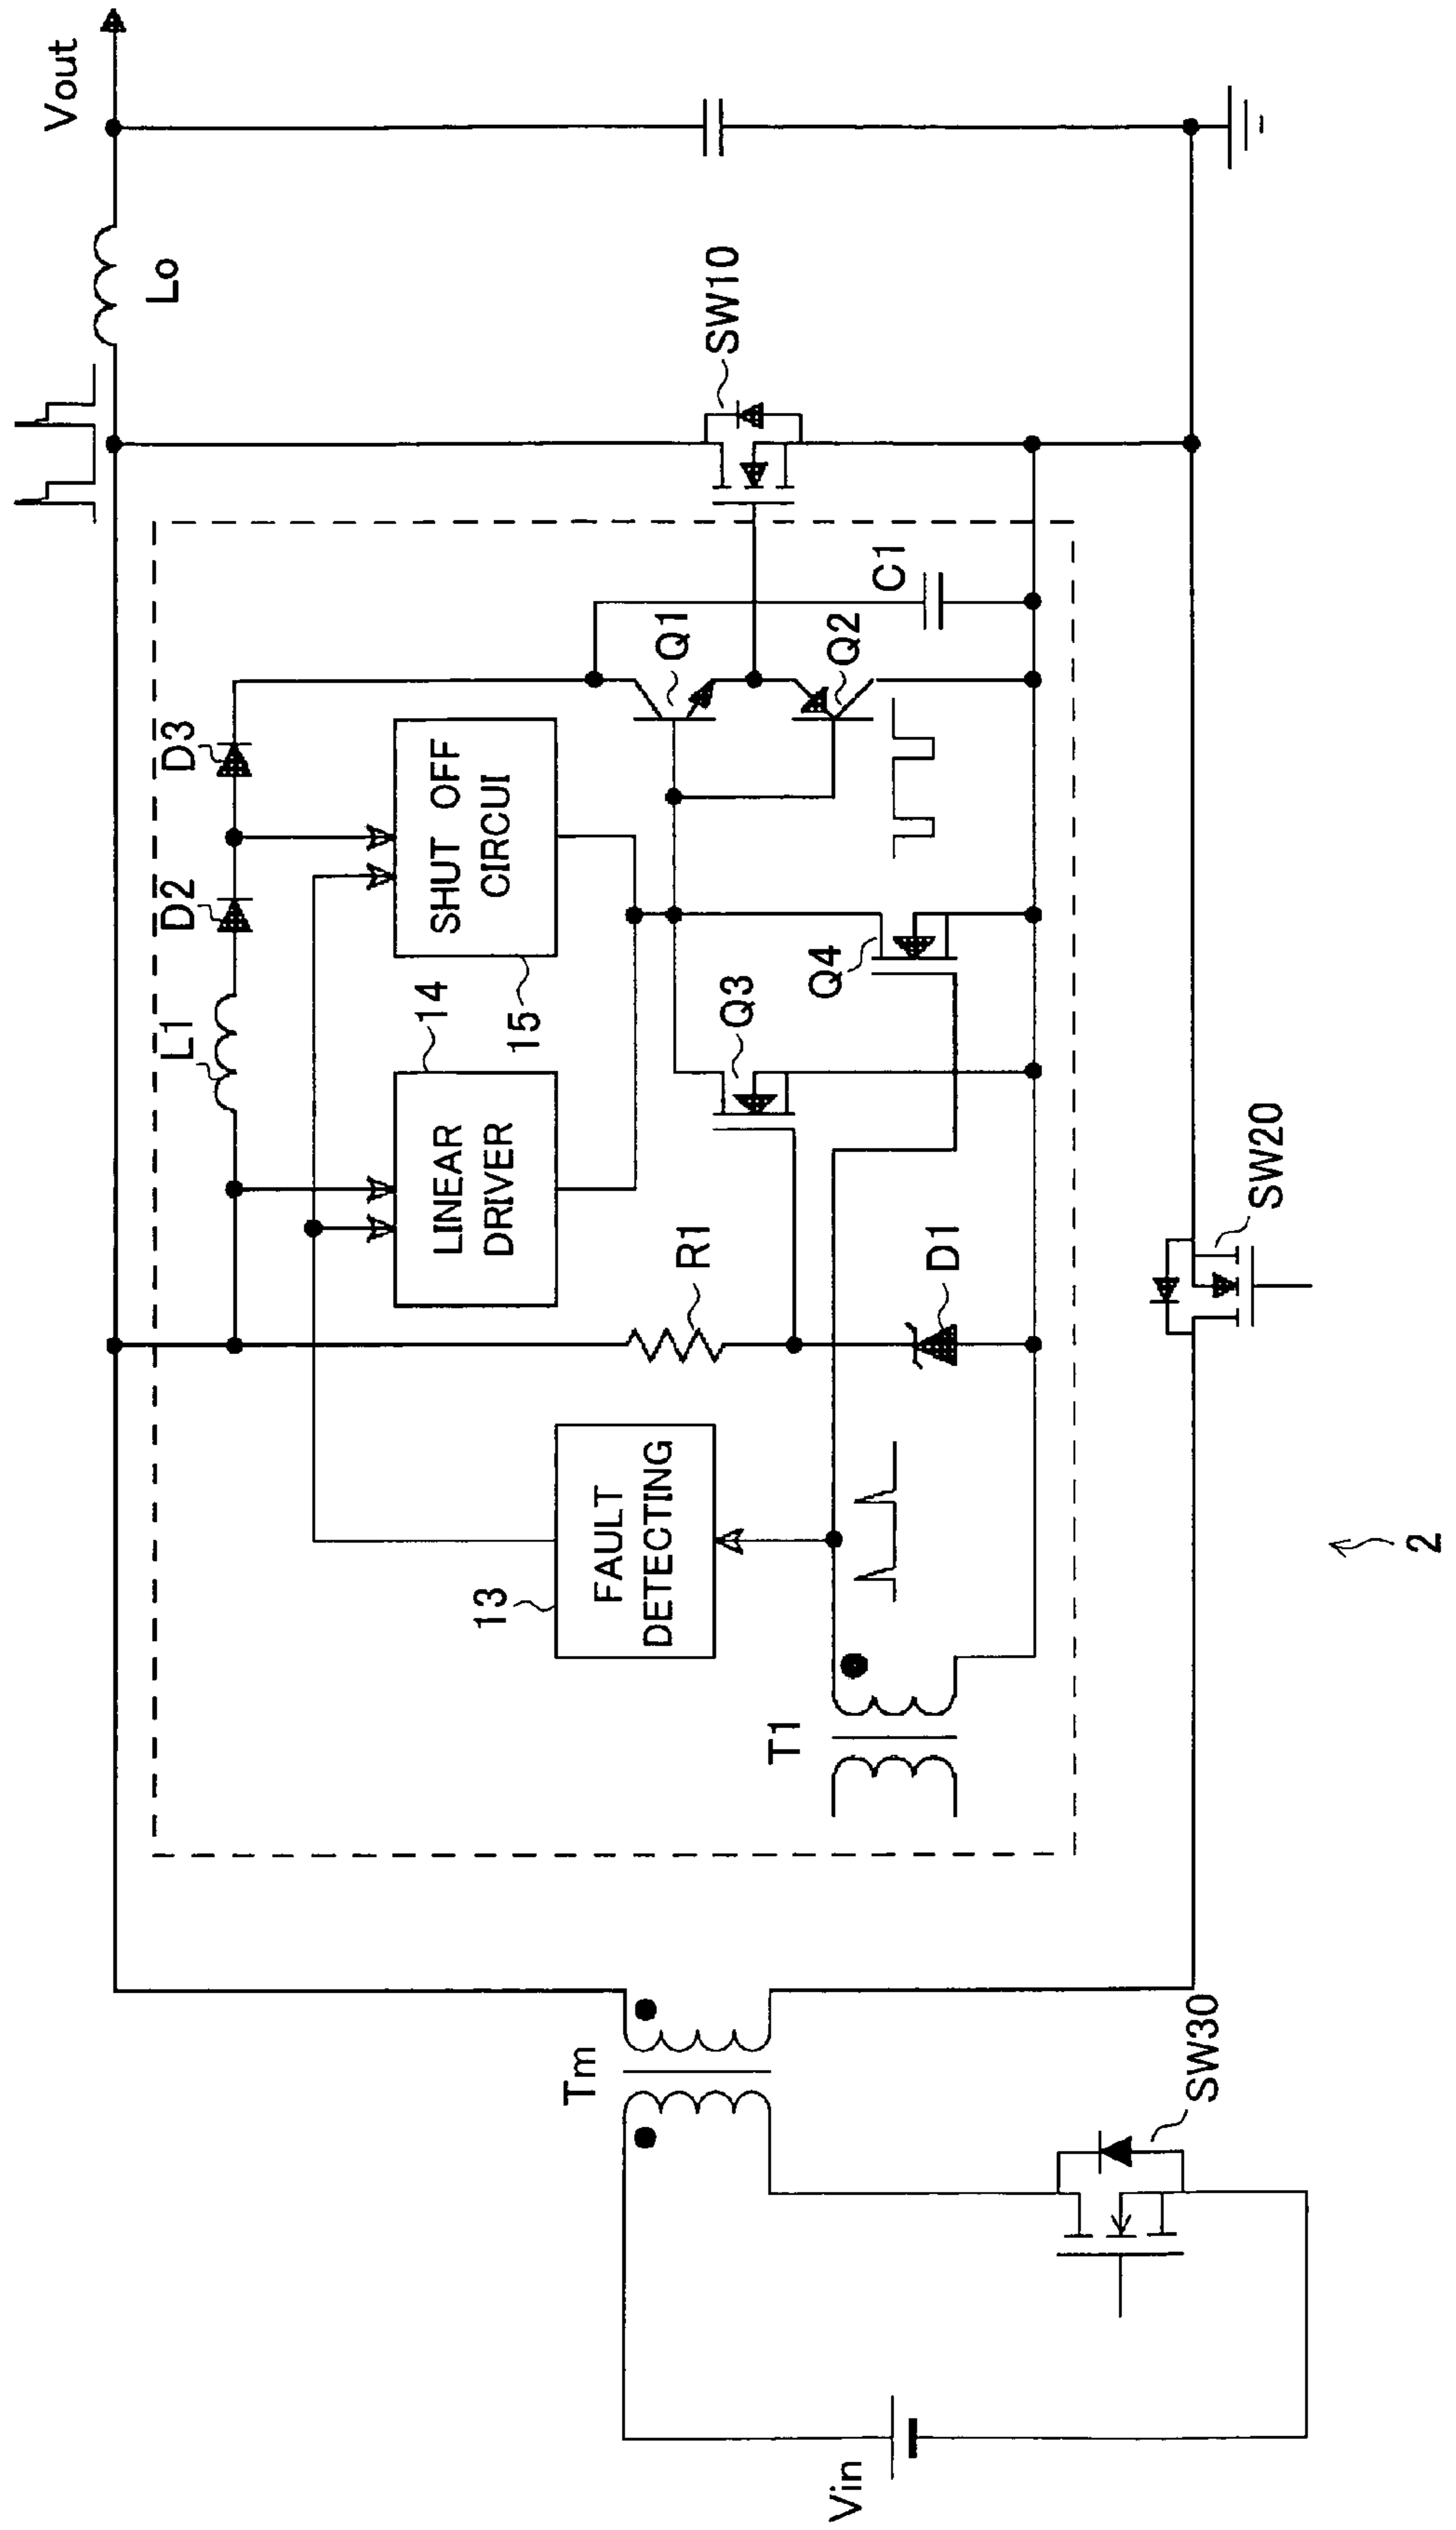 Vout
Lo
SW10
D3
D2
L1
SHUT OFF
CIRCUI
15
14
LINEAR
DRIVER
Q1
Q2
C1
Q3
Q4
R1
D1
13
FAULT
DETECTING
T1
SW20
Tm
SW30
Vin
2